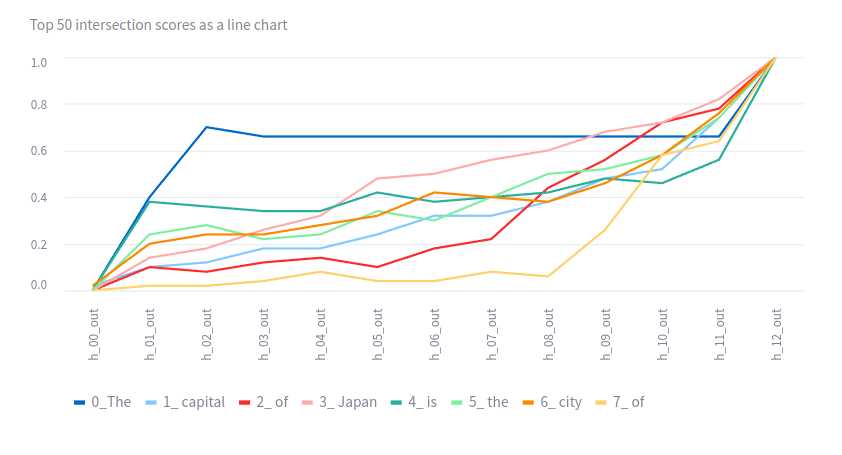 Top 50 intersection scores as a line chart
1.0
0.8
0.6
0.4
0.2
0.0
h_00_out
h_01_out
h_02_out
h_03_out
h_04_out
h_05_out
h_06_out
h_07_out
h_08_out
h_09_out
h_10_out
h_11_out
h_12_out
0_The 1_ capital 2_ of 3_ Japan 4_ is 5_ the 6_ city 7_ of